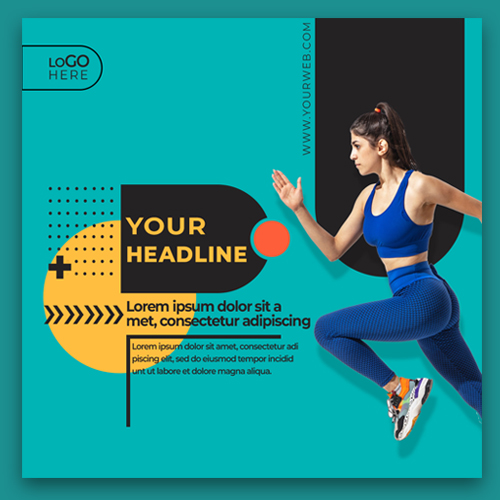 LoGO
HERE
WWW.YOURWEB.COM
YOUR
HEADLINE
Lorem ipsum dolor sit a
met, consectetur adipiscing
Lorem ipsum dolor sit amet, consectetur adi
piscing elit, sed do eiusmod tempor incidid
unt ut labore et dolore magna aliqua.